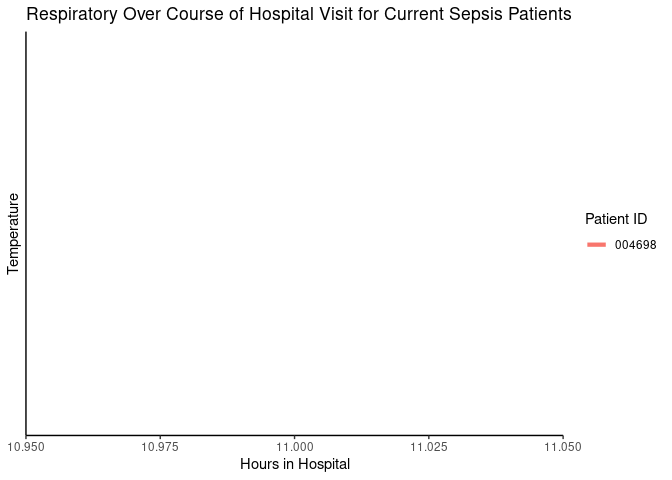 Respiratory Over Course of Hospital Visit for Current Sepsis Patients
Temperature
Patient ID
004698
10.950 10.975 11.000 11.025 11.050
Hours in Hospital